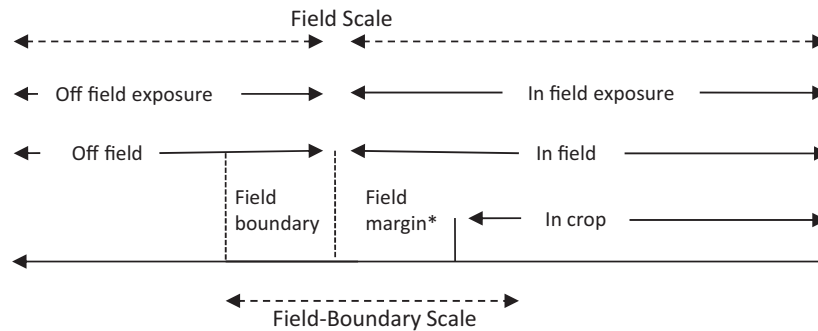 Field Scale
Off field exposure
In field exposure
Off field
In field
Field
boundary
Field
margin*
In crop
Field-Boundary Scale